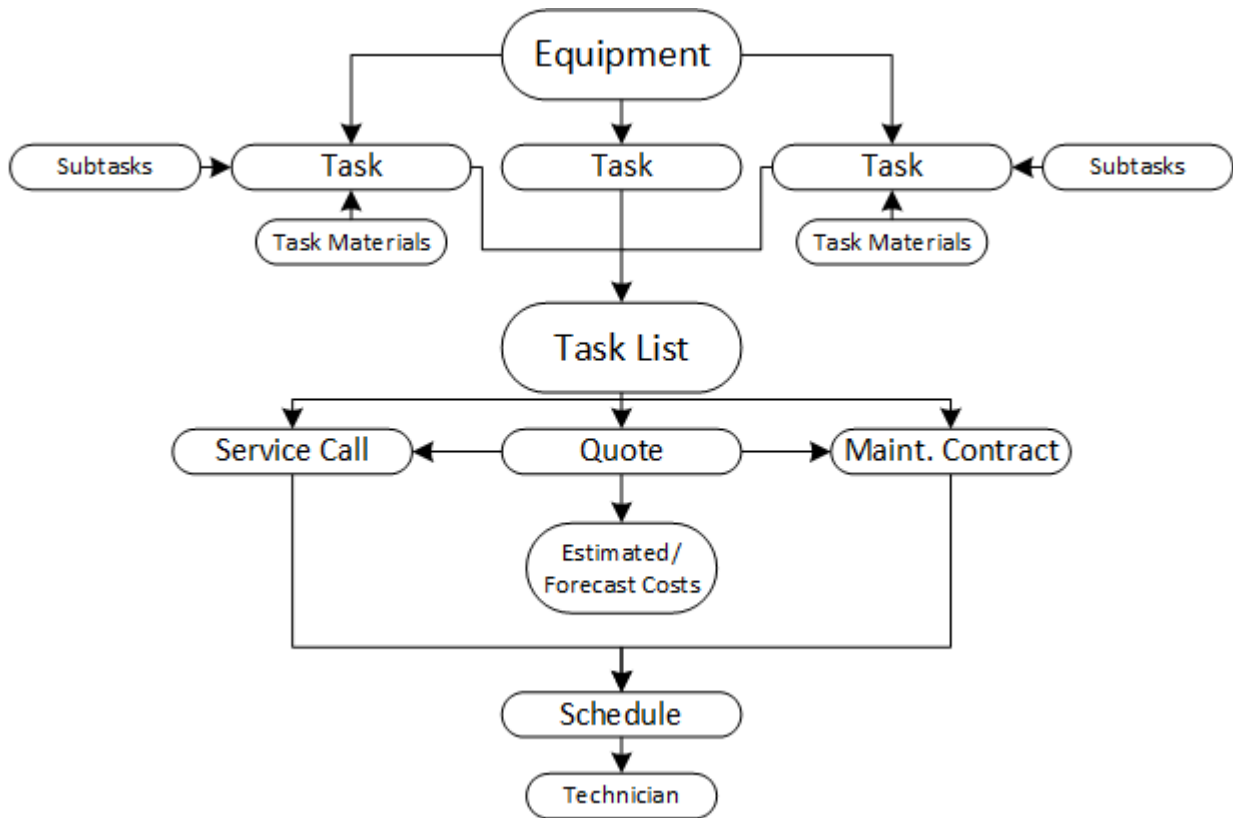 Equipment
Subtasks
Task
Task
Task
Subtasks
Task Materials
Task Materials
Task List
Service Call
Quote
Maint. Contract
Estimated/
Forecast Costs
Schedule
Technician